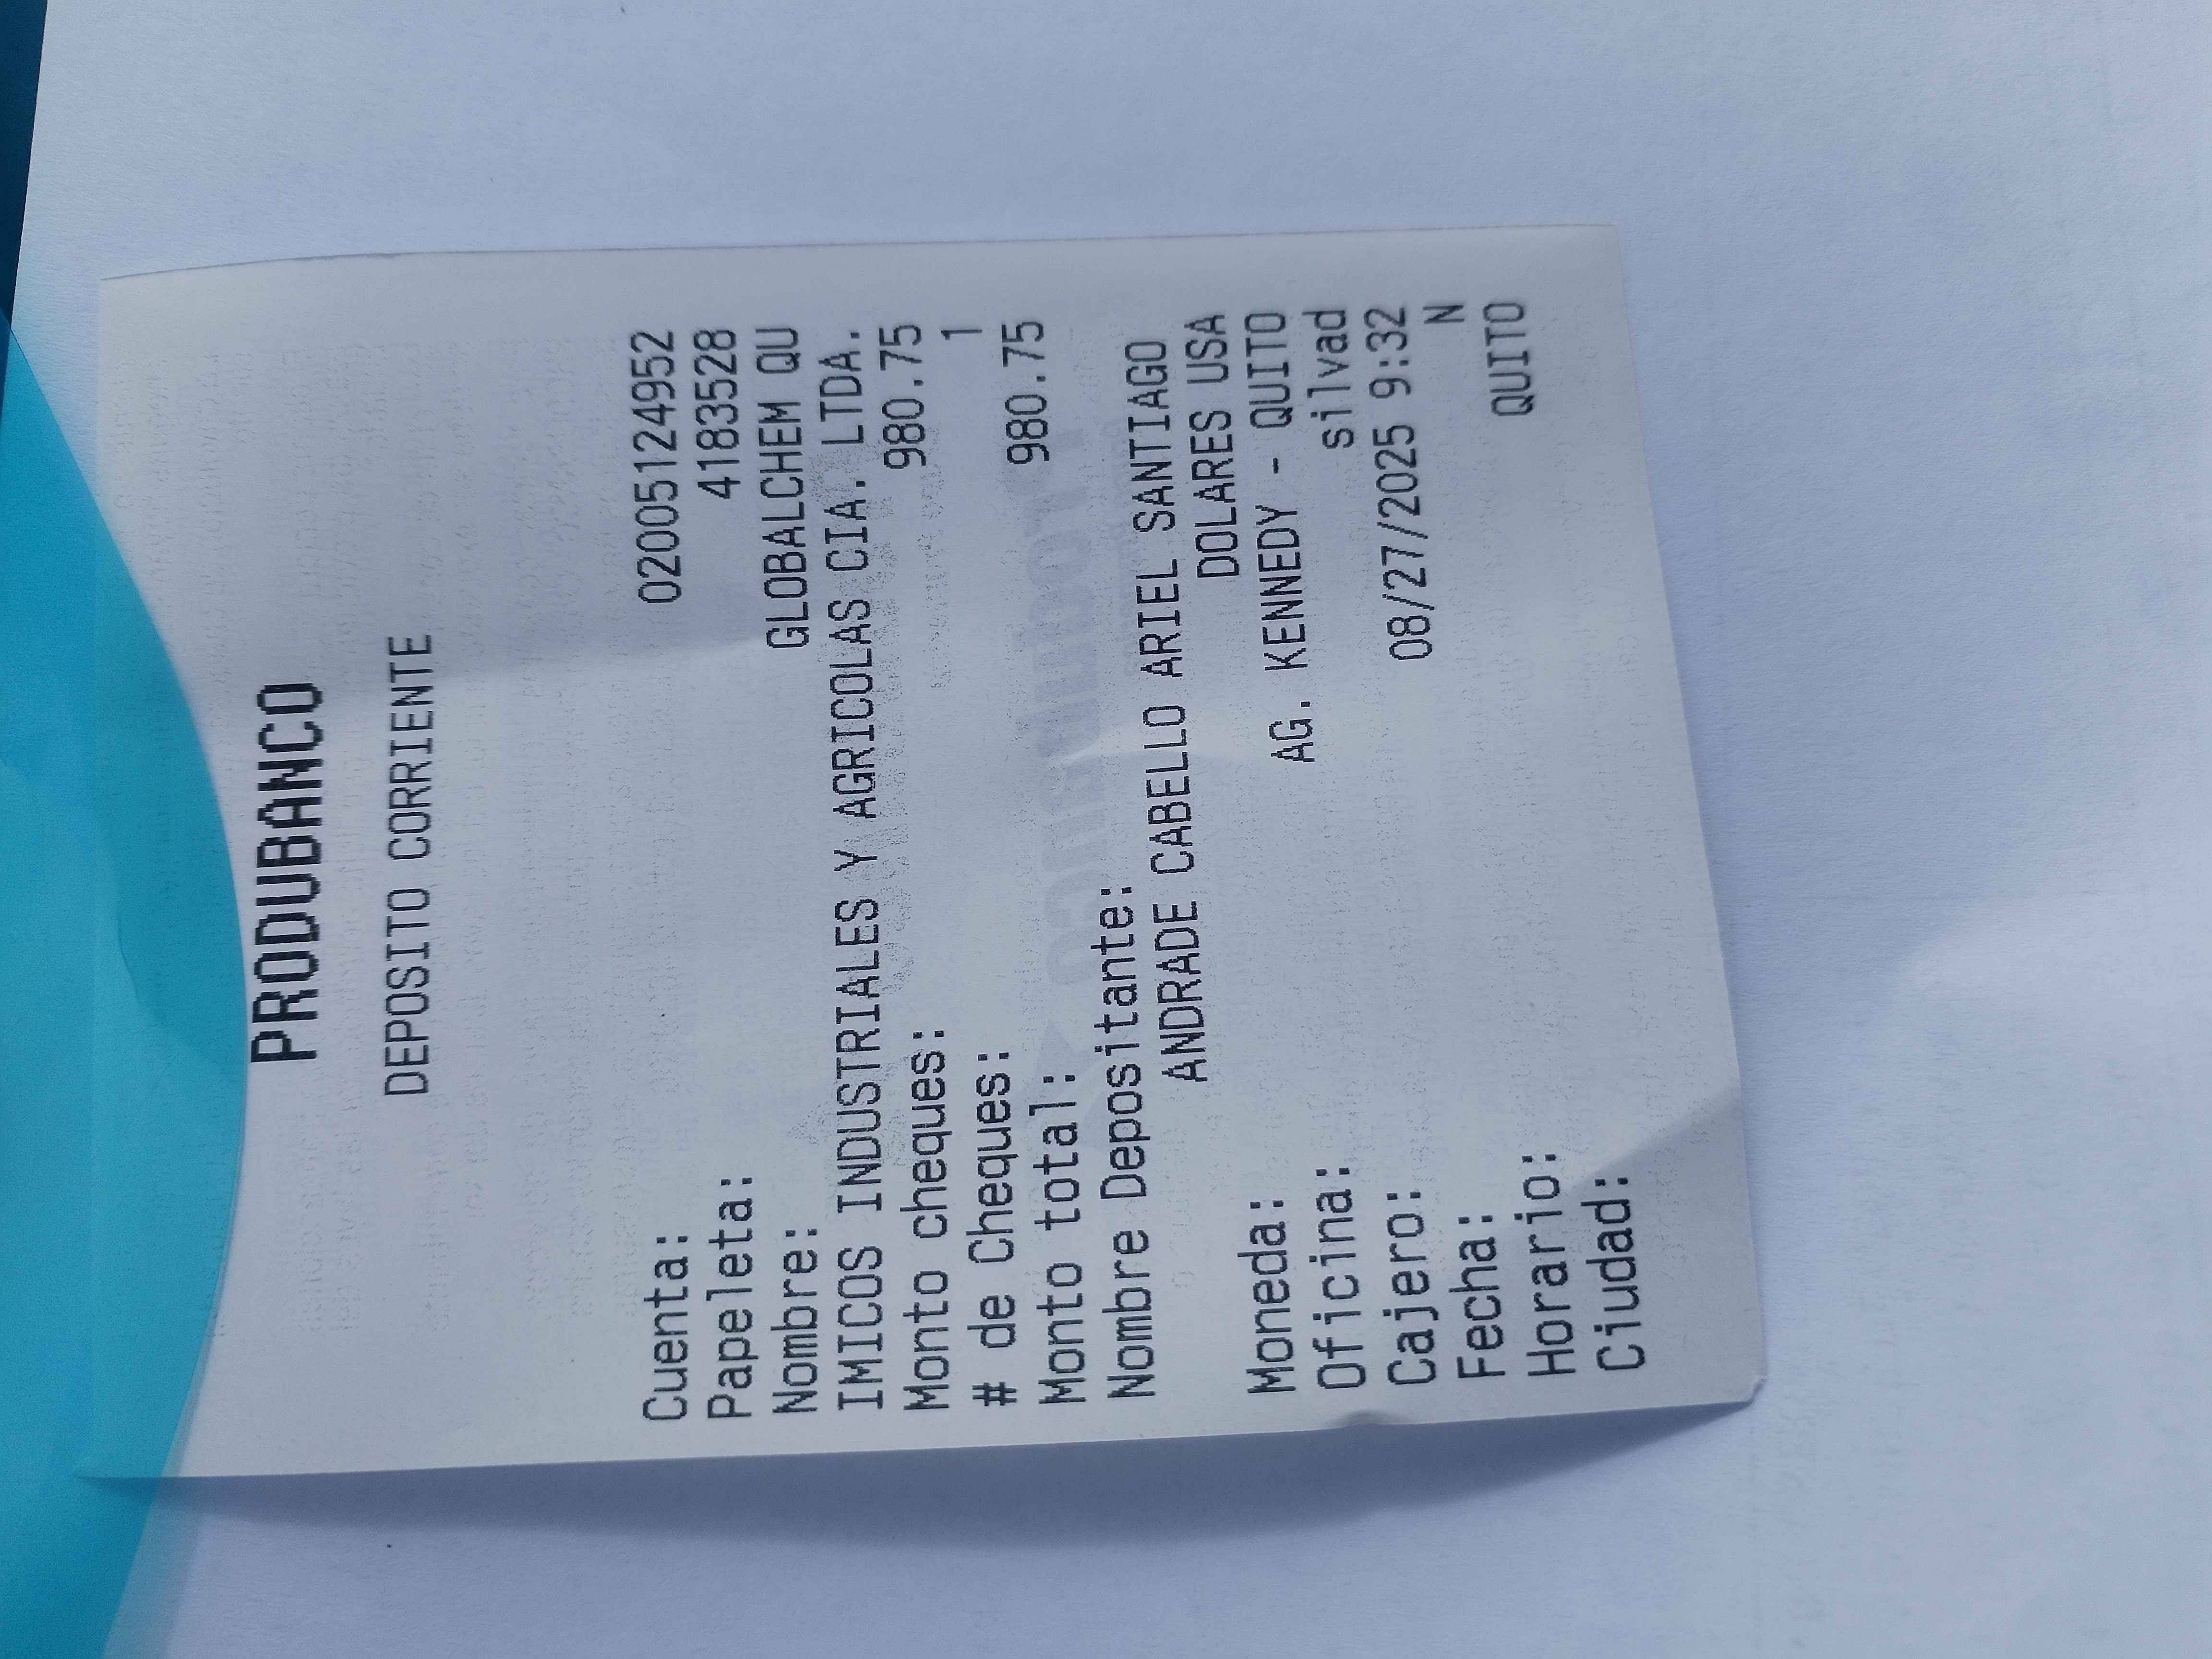 PRODUBANCO
DEPOSITO CORRIENTE
Cuenta: 02005124952
Papeleta: 4183528
Nombre: GLOBALCHEM QU
IMICOS INDUSTRIALES Y AGRICOLAS CIA. LTDA.
Monto cheques: 980.75
# de Cheques: 1
Monto total: 980.75
Nombre Depositante:
ANDRADE CABELLO ARIEL SANTIAGO
Moneda: DOLARES USA
Oficina: AG. KENNEDY - QUITO
Cajero: silvad
Fecha: 08/27/2025 9:32
Horario: N
Ciudad: QUITO